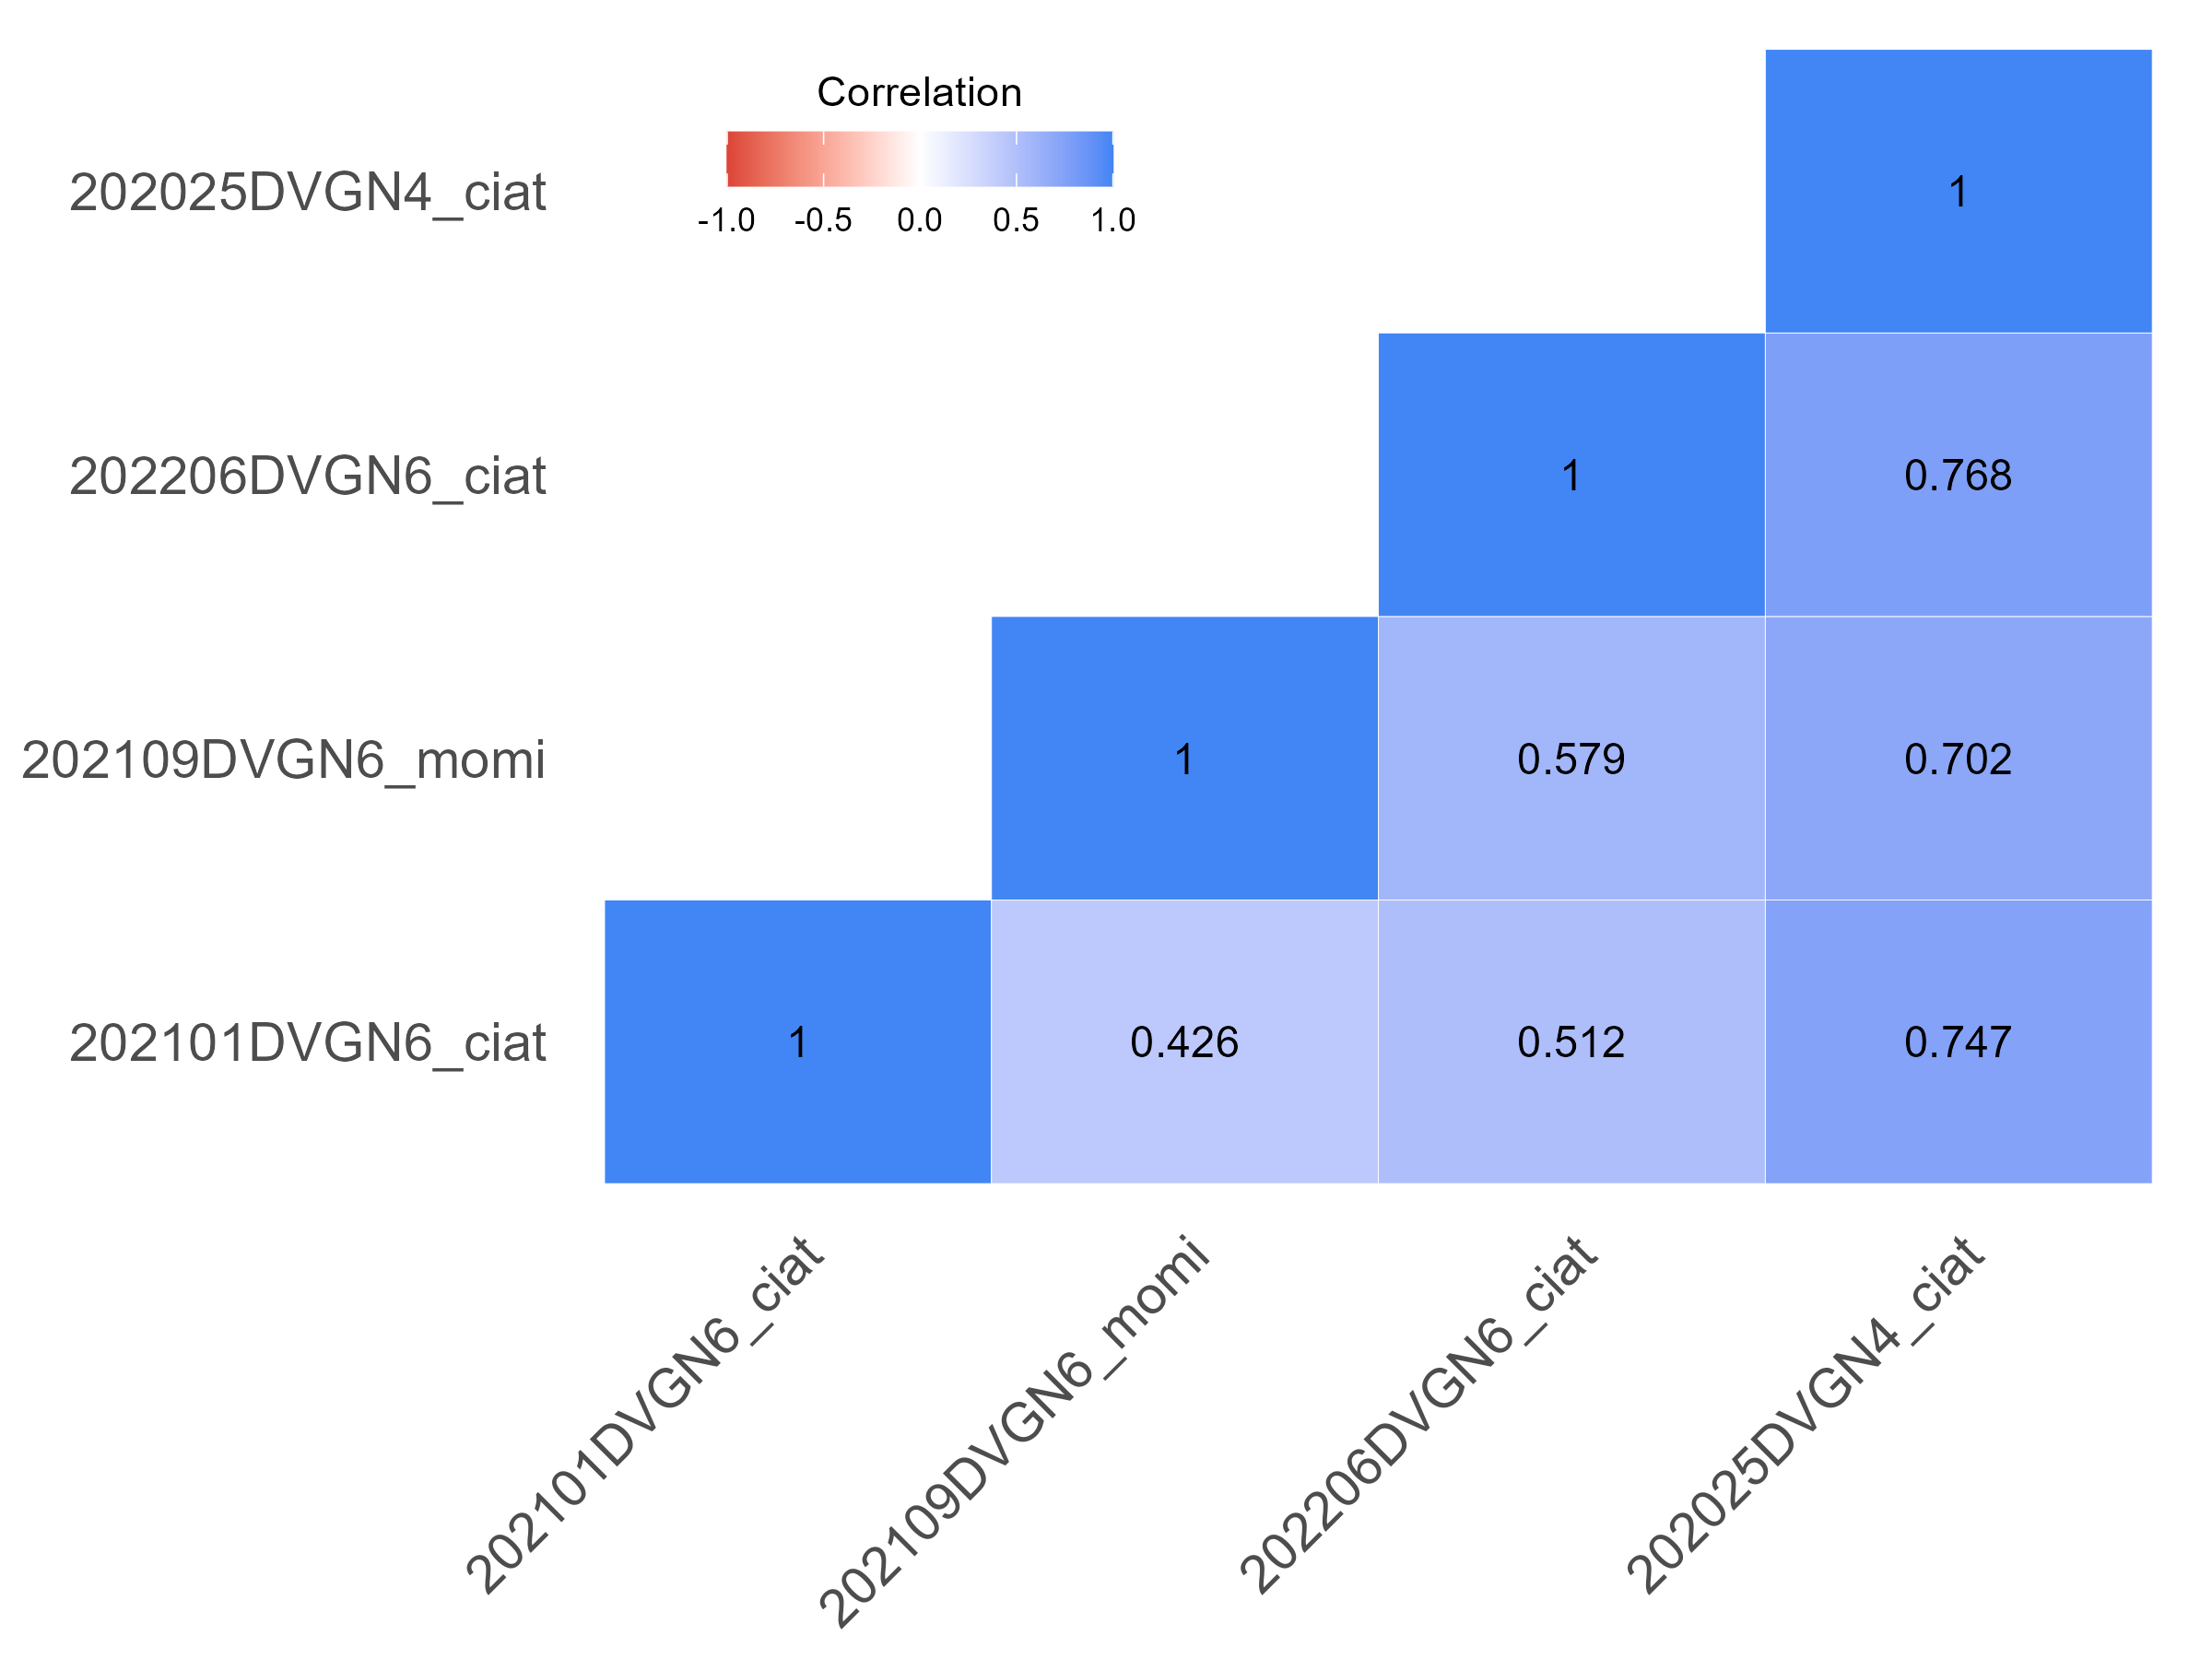 Correlation
-1.0 -0.5 0.0 0.5 1.0
202025DVGN4_ciat 1
202206DVGN6_ciat 1 0.768
202109DVGN6_momi 1 0.579 0.702
202101DVGN6_ciat 1 0.426 0.512 0.747
202101DVGN6_ciat
202109DVGN6_momi
202206DVGN6_ciat
202025DVGN4_ciat